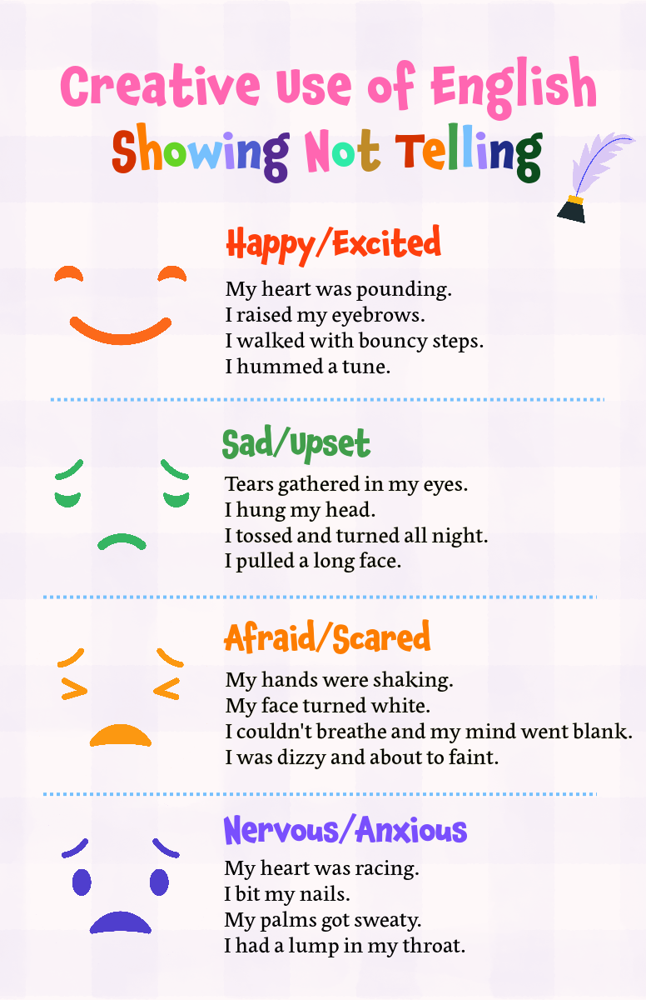 Creative Use of English
Showing Not Telling
Happy/Excited
My heart was pounding.
I raised my eyebrows.
I walked with bouncy steps.
I hummed a tune.
Sad/Upset
Tears gathered in my eyes.
I hung my head.
I tossed and turned all night.
I pulled a long face.
Afraid/Scared
My hands were shaking.
My face turned white.
I couldn't breathe and my mind went blank.
I was dizzy and about to faint.
Nervous/Anxious
My heart was racing.
I bit my nails.
My palms got sweaty.
I had a lump in my throat.